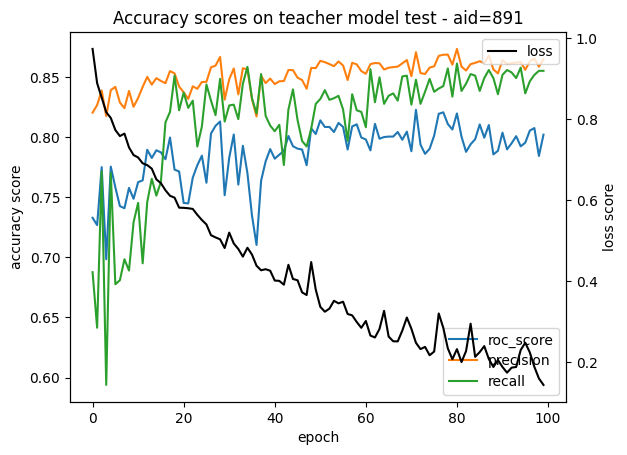 Accuracy scores on teacher model test - aid=891
loss
accuracy score
0.85
0.80
0.75
0.70
0.65
0.60
1.0
0.8
0.6
0.4
0.2
loss score
roc_score
precision
recall
0
20
40
60
80
100
epoch